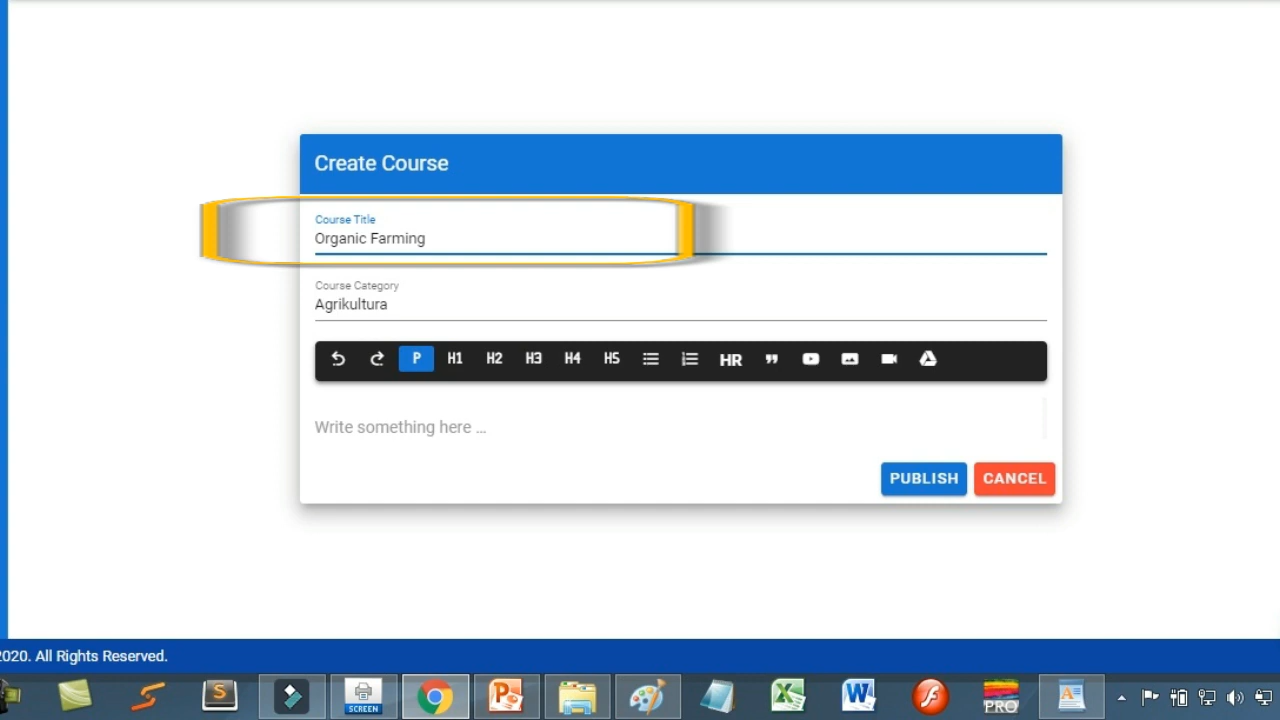 Create Course
Course Title
Organic Farming
Course Category
Agrikultura
P H1 H2 H3 H4 H5 HR
Write something here ...
PUBLISH CANCEL
2020. All Rights Reserved.
S SCREEN P X W f PRO A